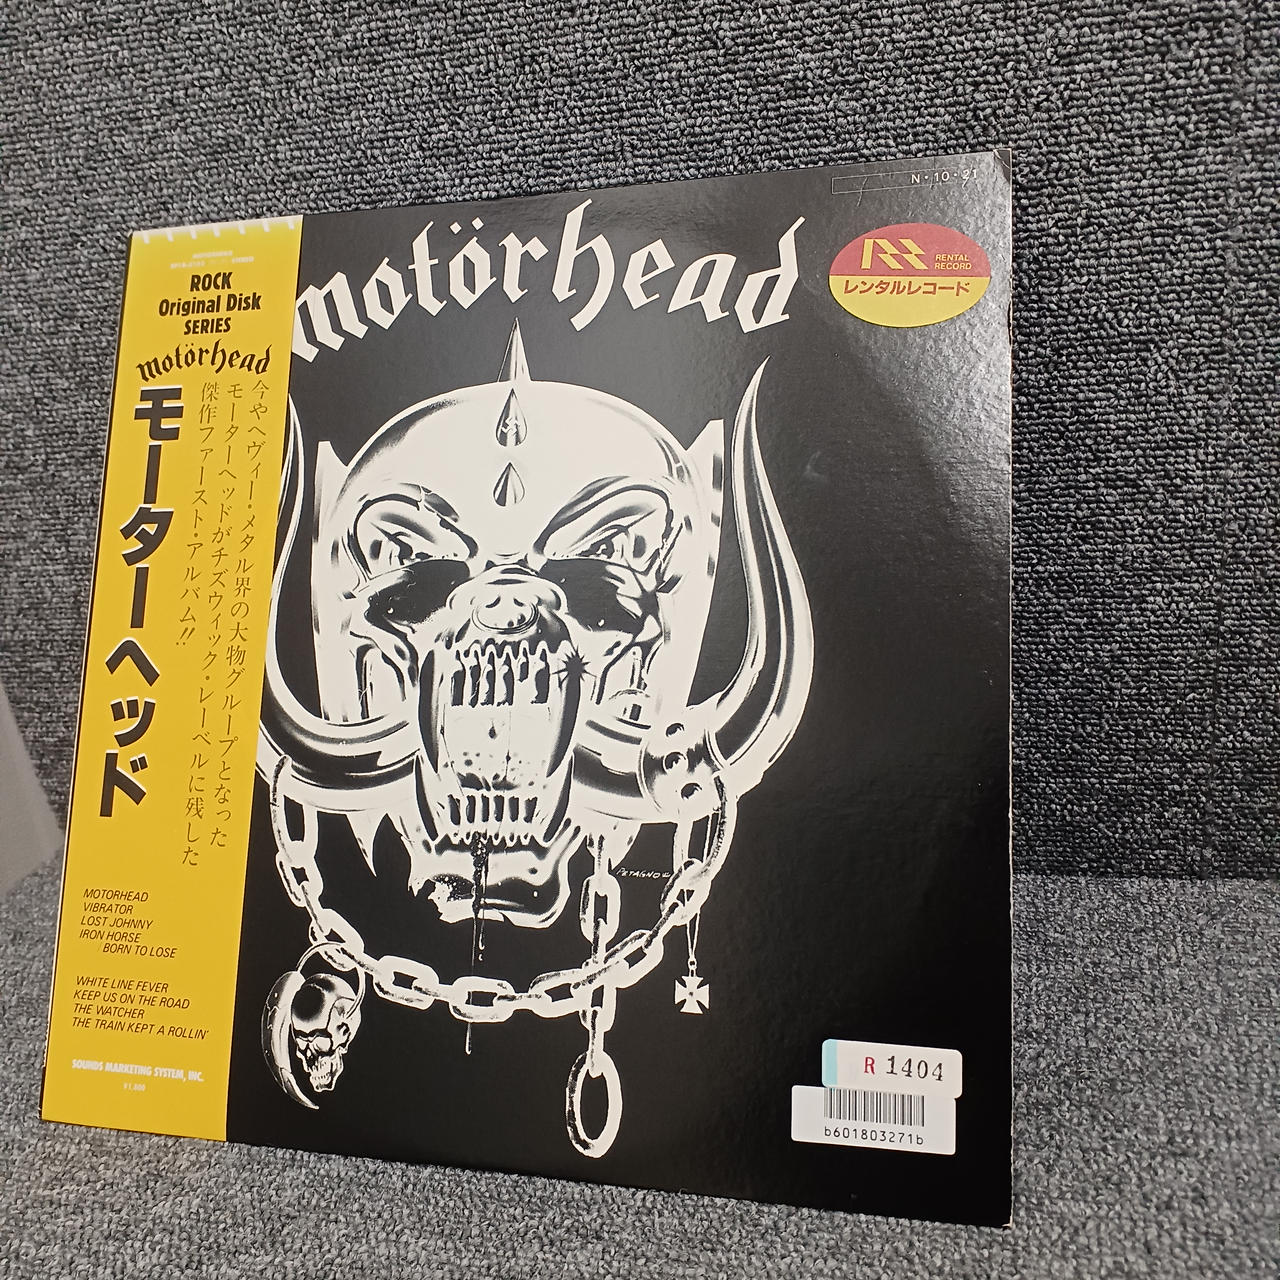 ROCK
Original Disk
SERIES
motörhead
モーターヘッド
今やヘヴィー・メタル界の大物グループとなった
モーターヘッドがチズウィック・レーベルに残した
傑作ファースト・アルバム!!
MOTORHEAD
VIBRATOR
LOST JOHNNY
IRON HORSE
/BORN TO LOSE
WHITE LINE FEVER
KEEP US ON THE ROAD
THE WATCHER
THE TRAIN KEPT A ROLLIN'
SOUNDS MARKETING SYSTEM, INC.
¥1,800
motörhead
N・10・21
RENTAL
RECORD
レンタルレコード
PETAGNO
R 1404
b601803271b